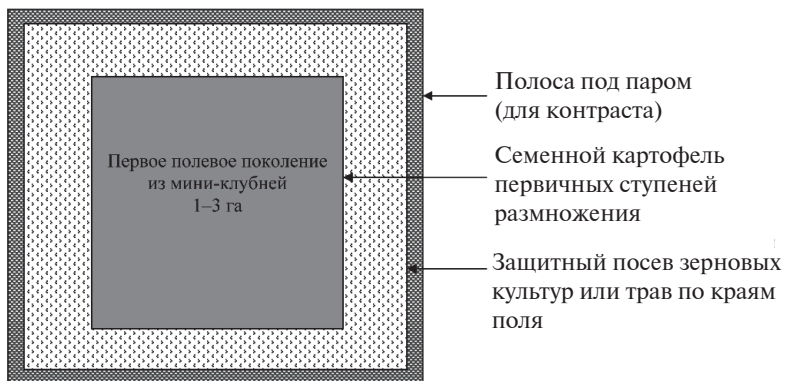 Первое полевое поколение
из мини-клубней
1–3 га
Полоса под паром
(для контраста)
Семенной картофель
первичных ступеней
размножения
Защитный посев зерновых
культур или трав по краям
поля